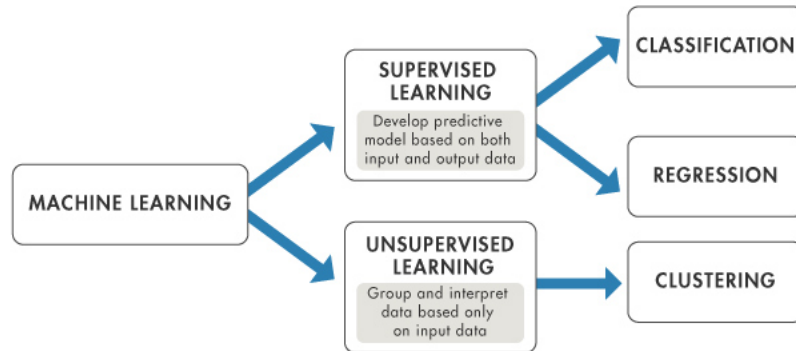 MACHINE LEARNING
SUPERVISED
LEARNING
Develop predictive
model based on both
input and output data
UNSUPERVISED
LEARNING
Group and interpret
data based only
on input data
CLASSIFICATION
REGRESSION
CLUSTERING